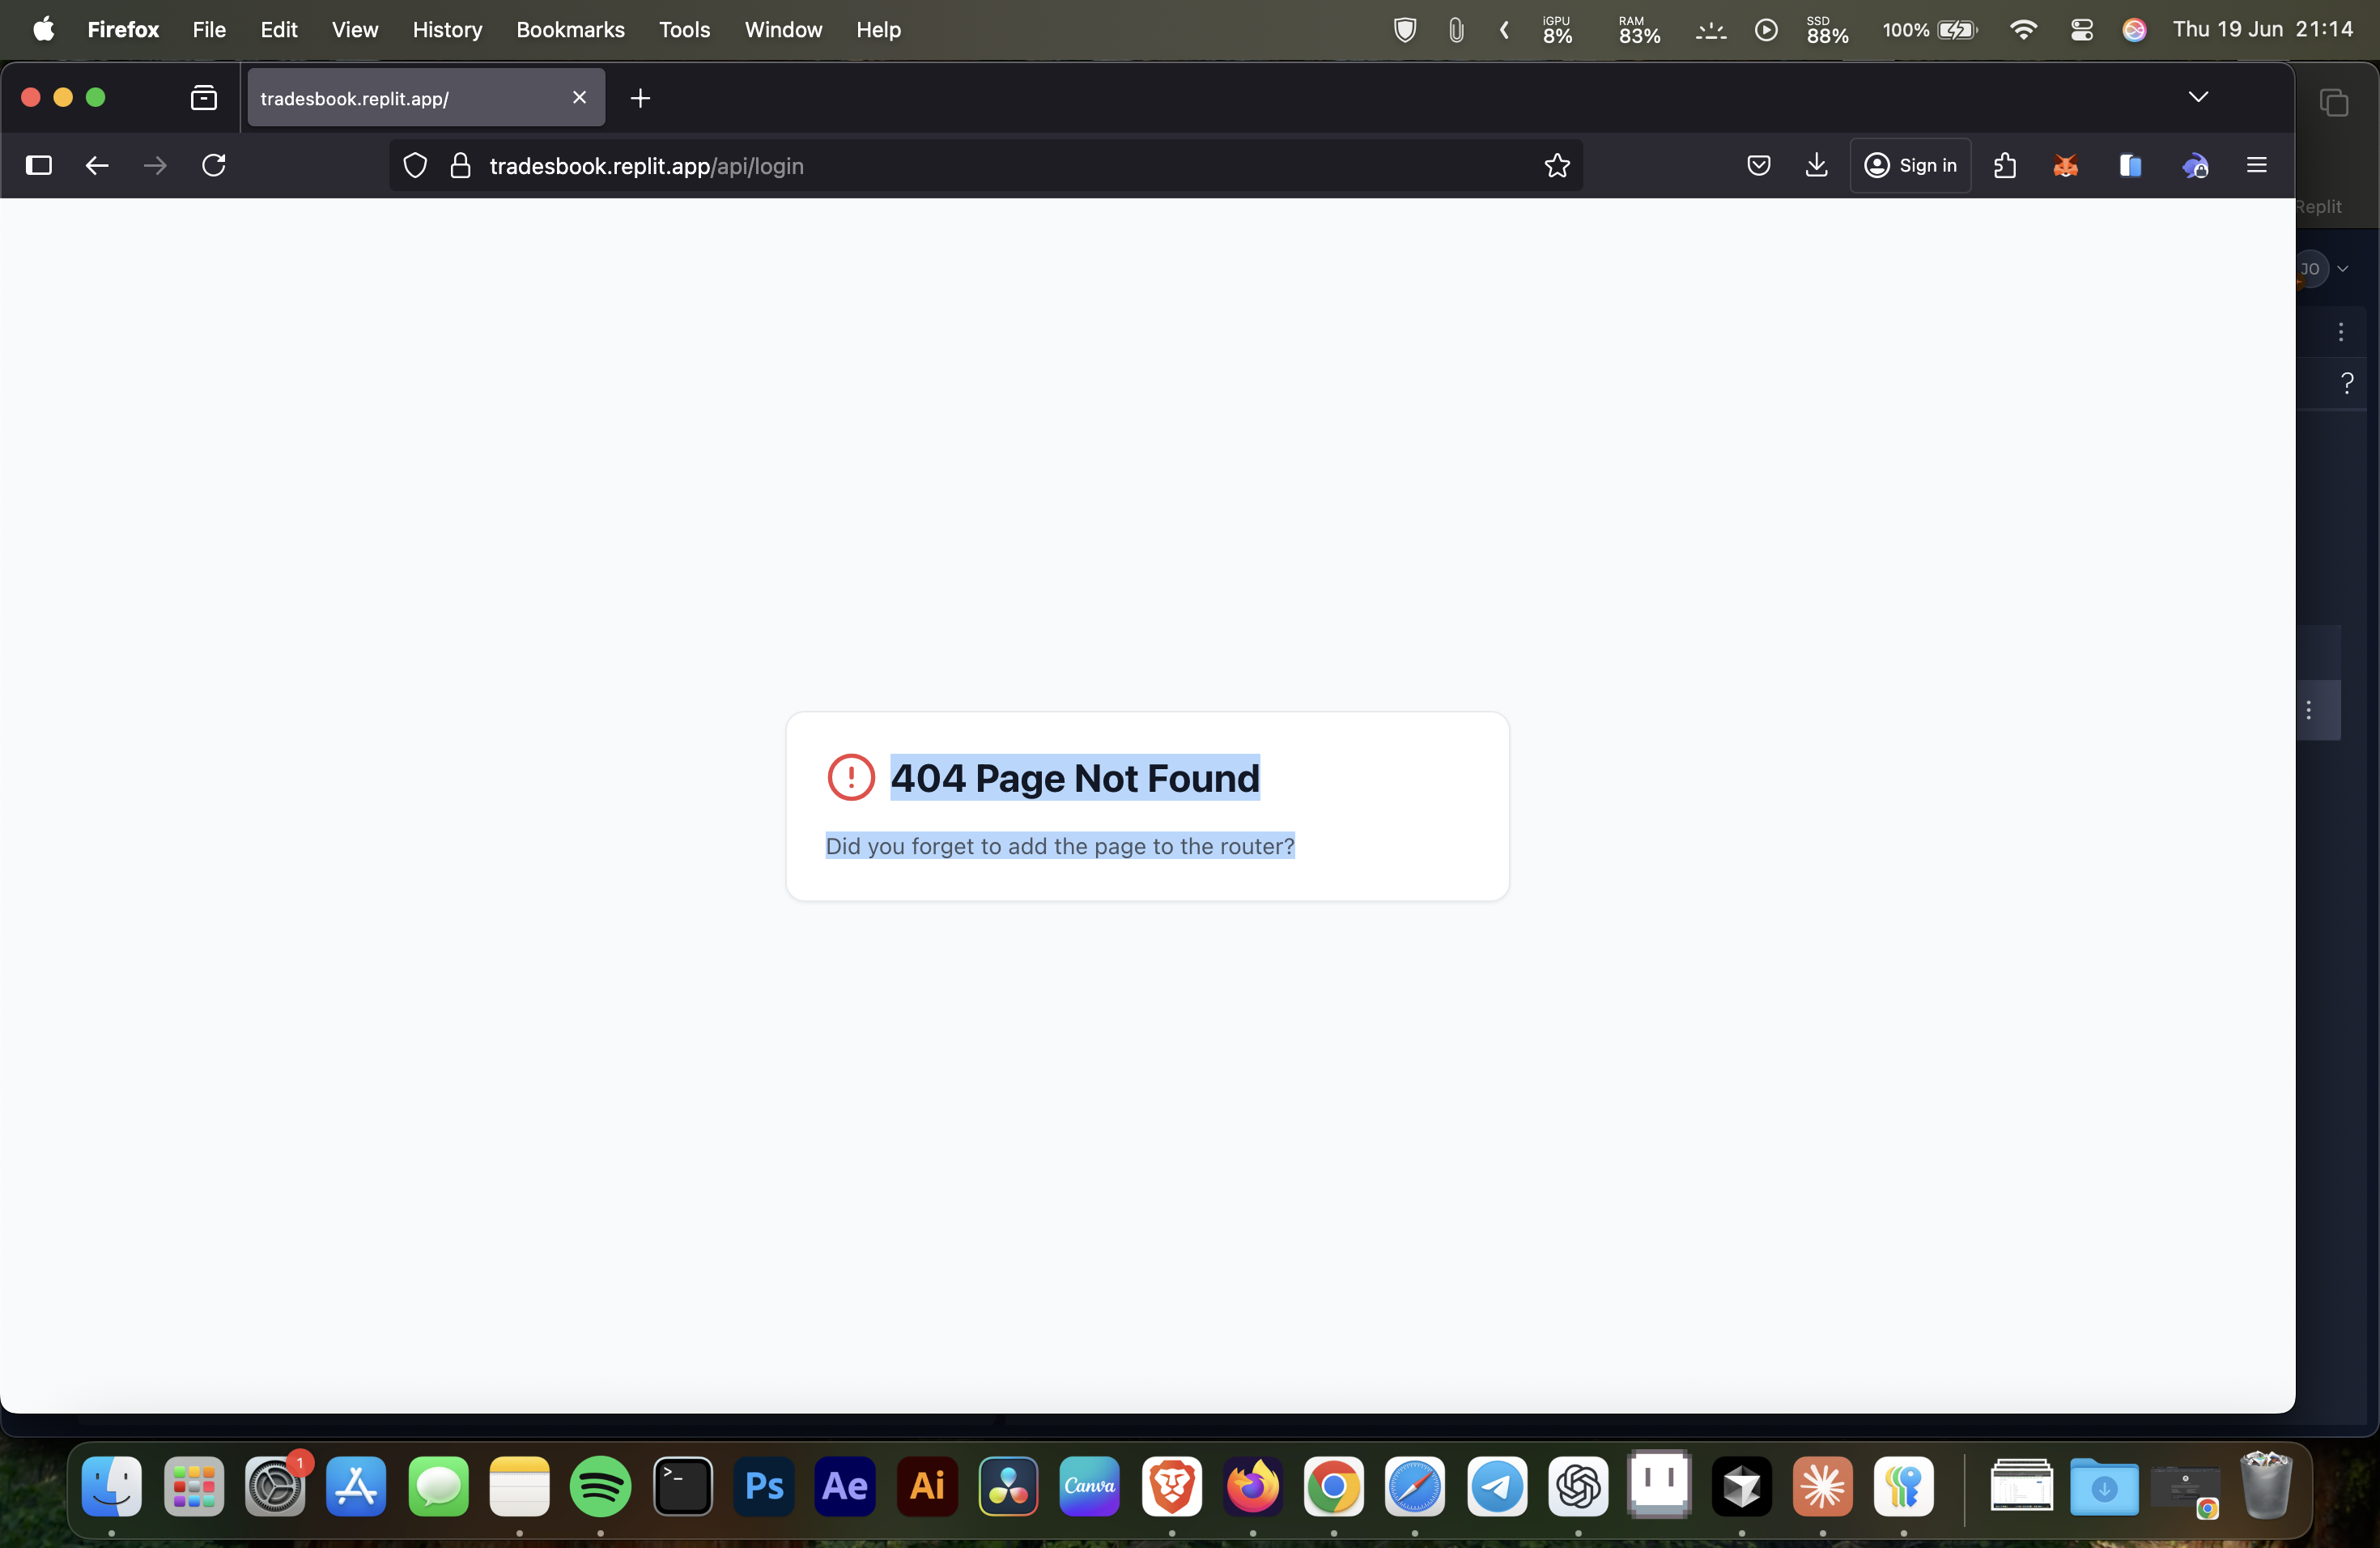 Firefox File Edit View History Bookmarks Tools Window Help
iGPU
8%
RAM
83%
SSD
88%
100%
Thu 19 Jun 21:14
tradesbook.replit.app/
tradesbook.replit.app/api/login
Sign in
Replit
JO
?
404 Page Not Found
Did you forget to add the page to the router?
1
>_
Ps
Ae
Ai
Canva